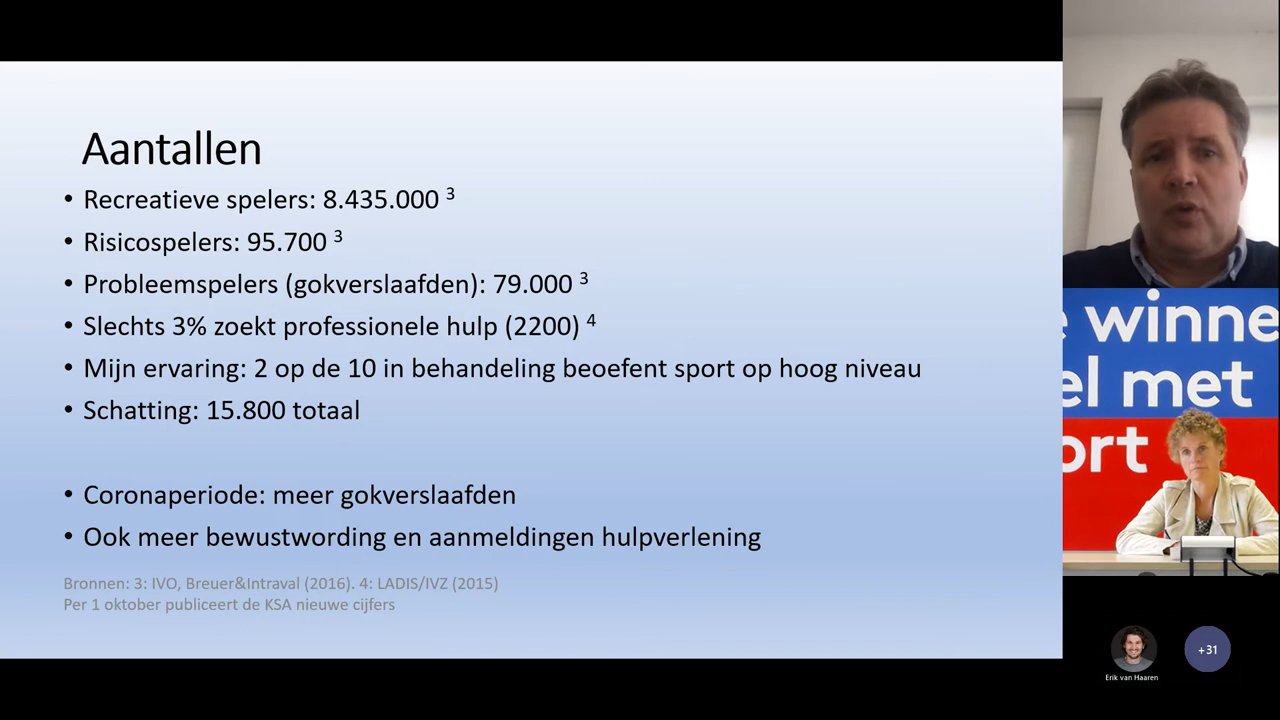 Aantallen
• Recreatieve spelers: 8.435.000 ³
• Risicospelers: 95.700 ³
• Probleemspelers (gokverslaafden): 79.000 ³
• Slechts 3% zoekt professionele hulp (2200) ⁴
• Mijn ervaring: 2 op de 10 in behandeling beoefent sport op hoog niveau
• Schatting: 15.800 totaal
• Coronaperiode: meer gokverslaafden
• Ook meer bewustwording en aanmeldingen hulpverlening
Bronnen: 3: IVO, Breuer&Intraval (2016). 4: LADIS/IVZ (2015)
Per 1 oktober publiceert de KSA nieuwe cijfers
e winne
el met
ort
Erik van Haaren
+31